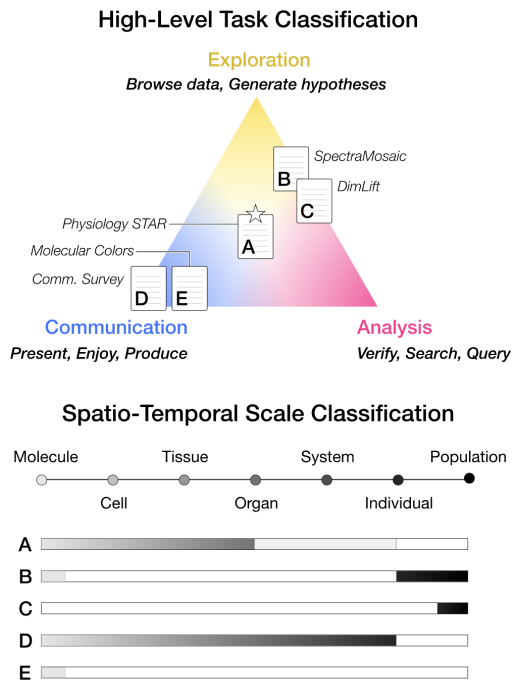 High-Level Task Classification
Exploration
Browse data, Generate hypotheses
SpectraMosaic
B
DimLift
C
Physiology STAR
A
Molecular Colors
Comm. Survey
D
E
Communication
Analysis
Present, Enjoy, Produce
Verify, Search, Query
Spatio-Temporal Scale Classification
Molecule
Tissue
System
Population
Cell
Organ
Individual
A
B
C
D
E